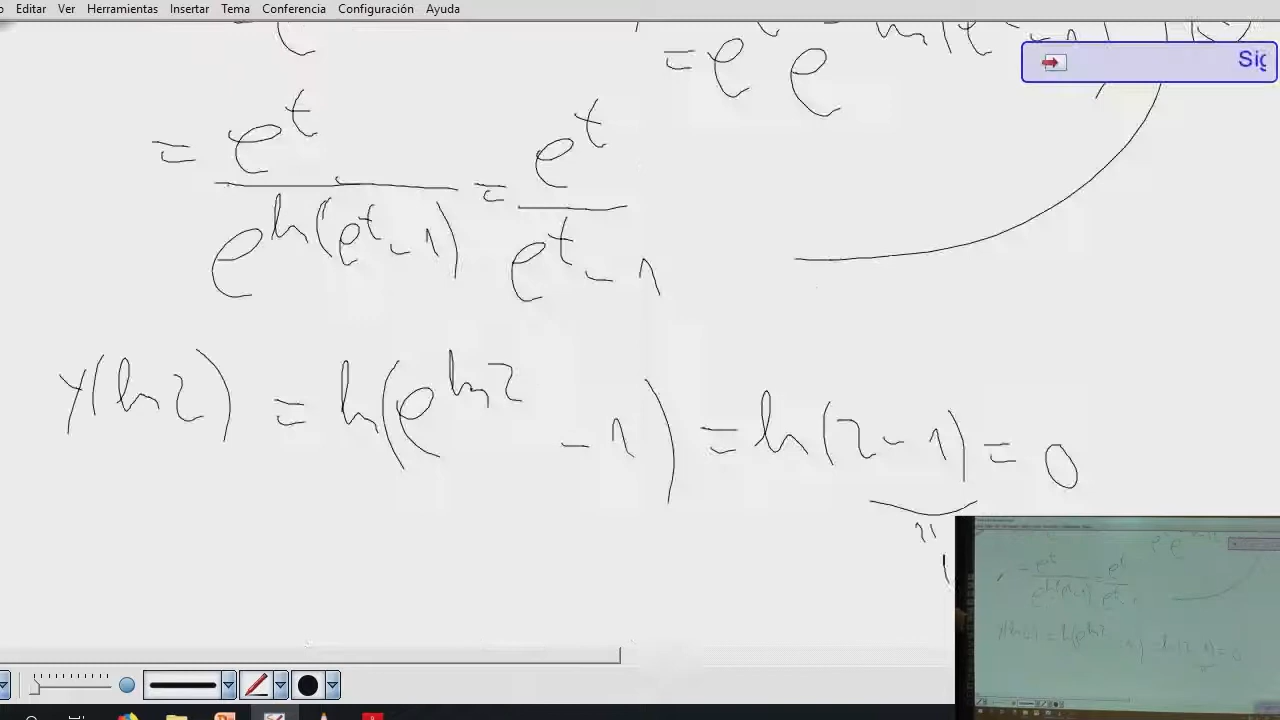 Editar Ver Herramientas Insertar Tema Conferencia Configuración Ayuda
Sig
= e^t / e^{ln(e^t - 1)} = e^t / e^t - 1
y(ln 2) = ln(e^{ln 2} - 1) = ln(2 - 1) = 0